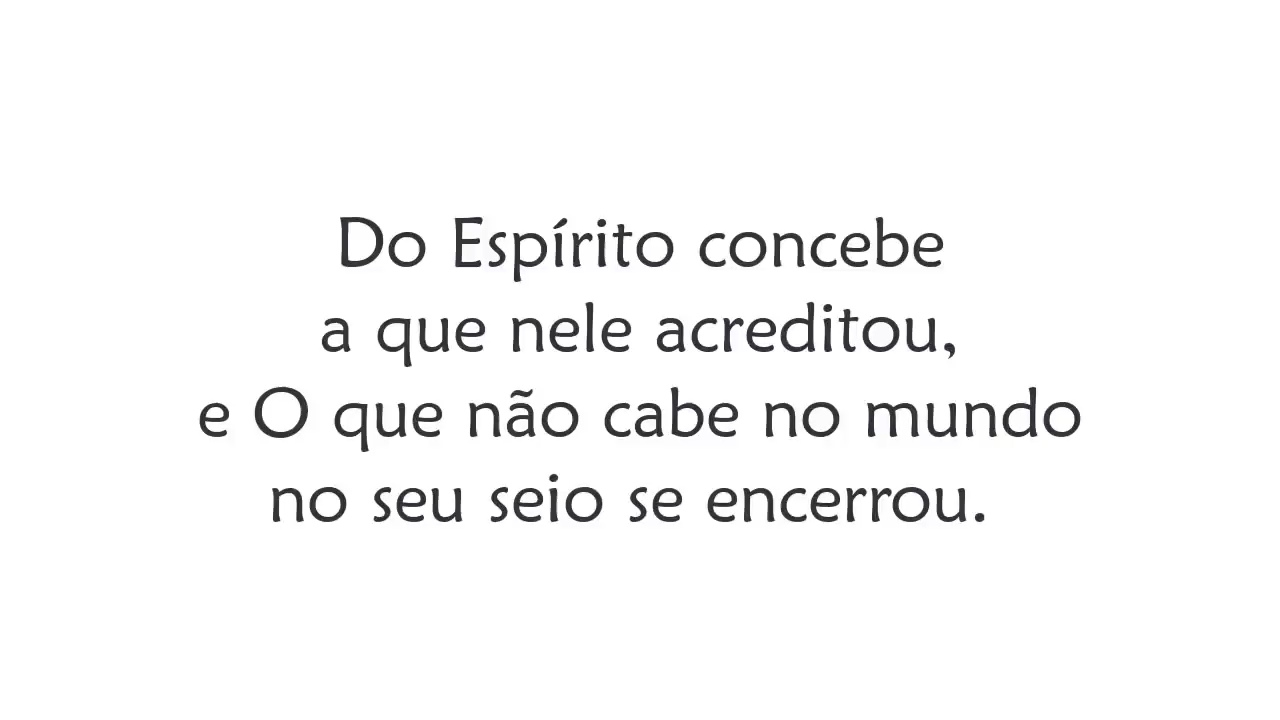 Do Espírito concebe
a que nele acreditou,
e O que não cabe no mundo
no seu seio se encerrou.